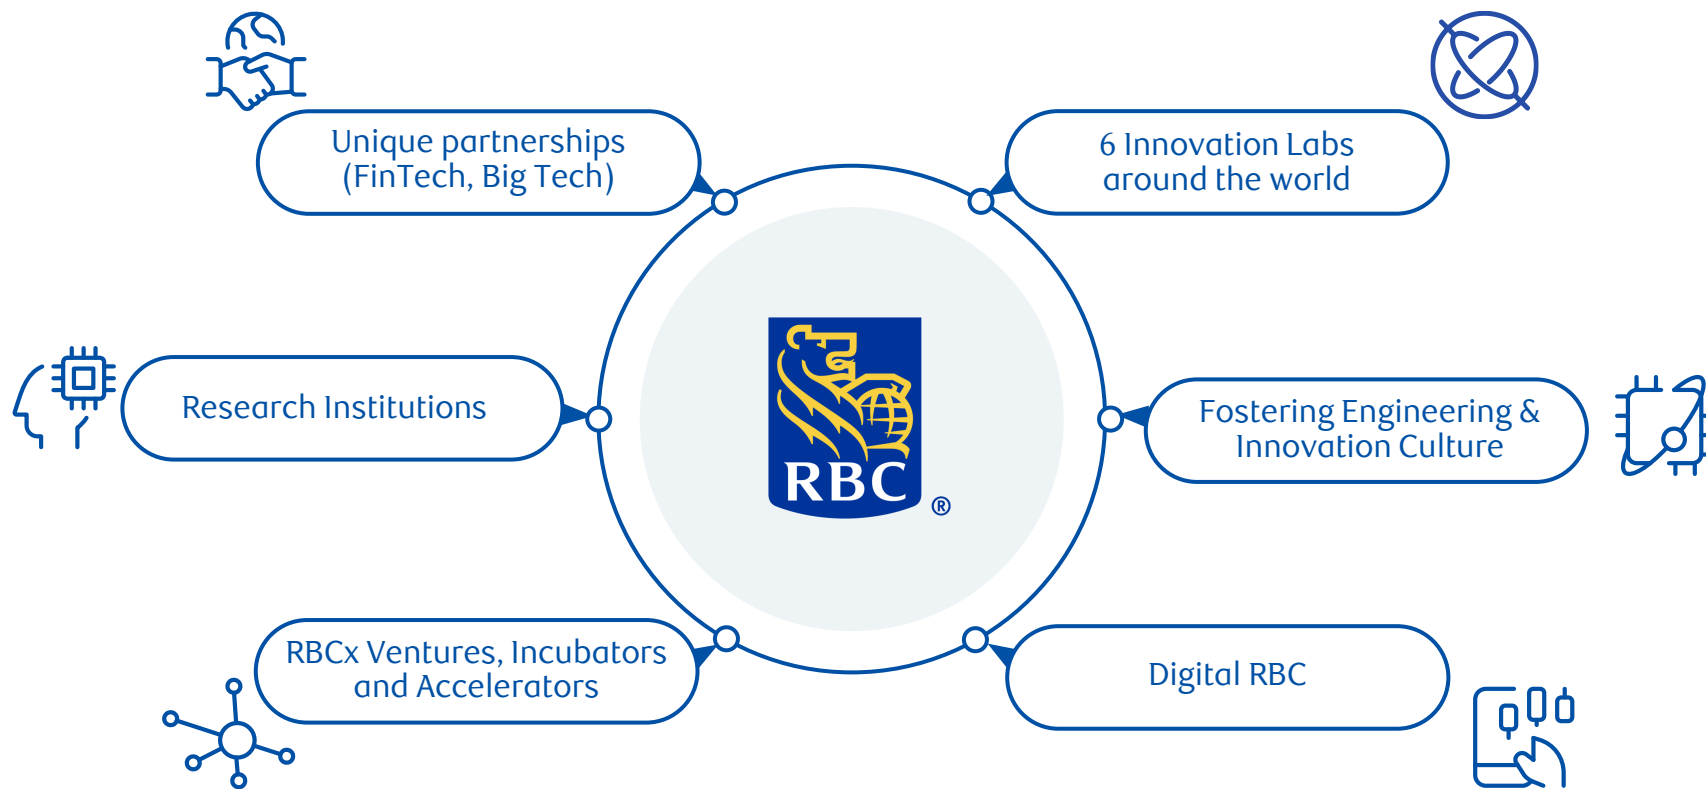 Unique partnerships
(FinTech, Big Tech)
6 Innovation Labs
around the world
Research Institutions
Fostering Engineering &
Innovation Culture
RBC
®
RBCx Ventures, Incubators
and Accelerators
Digital RBC